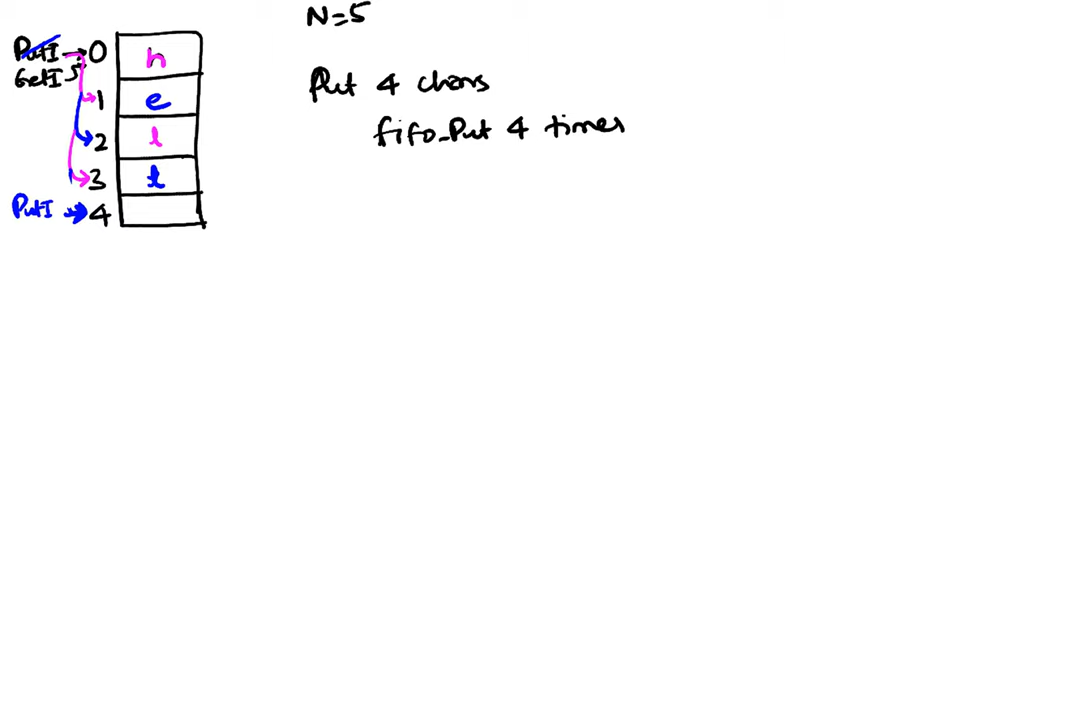 N=5
PutI → 0 h
GetI
1 e
Put 4 chars
2 l
fifo_Put 4 times
3 l
PutI → 4